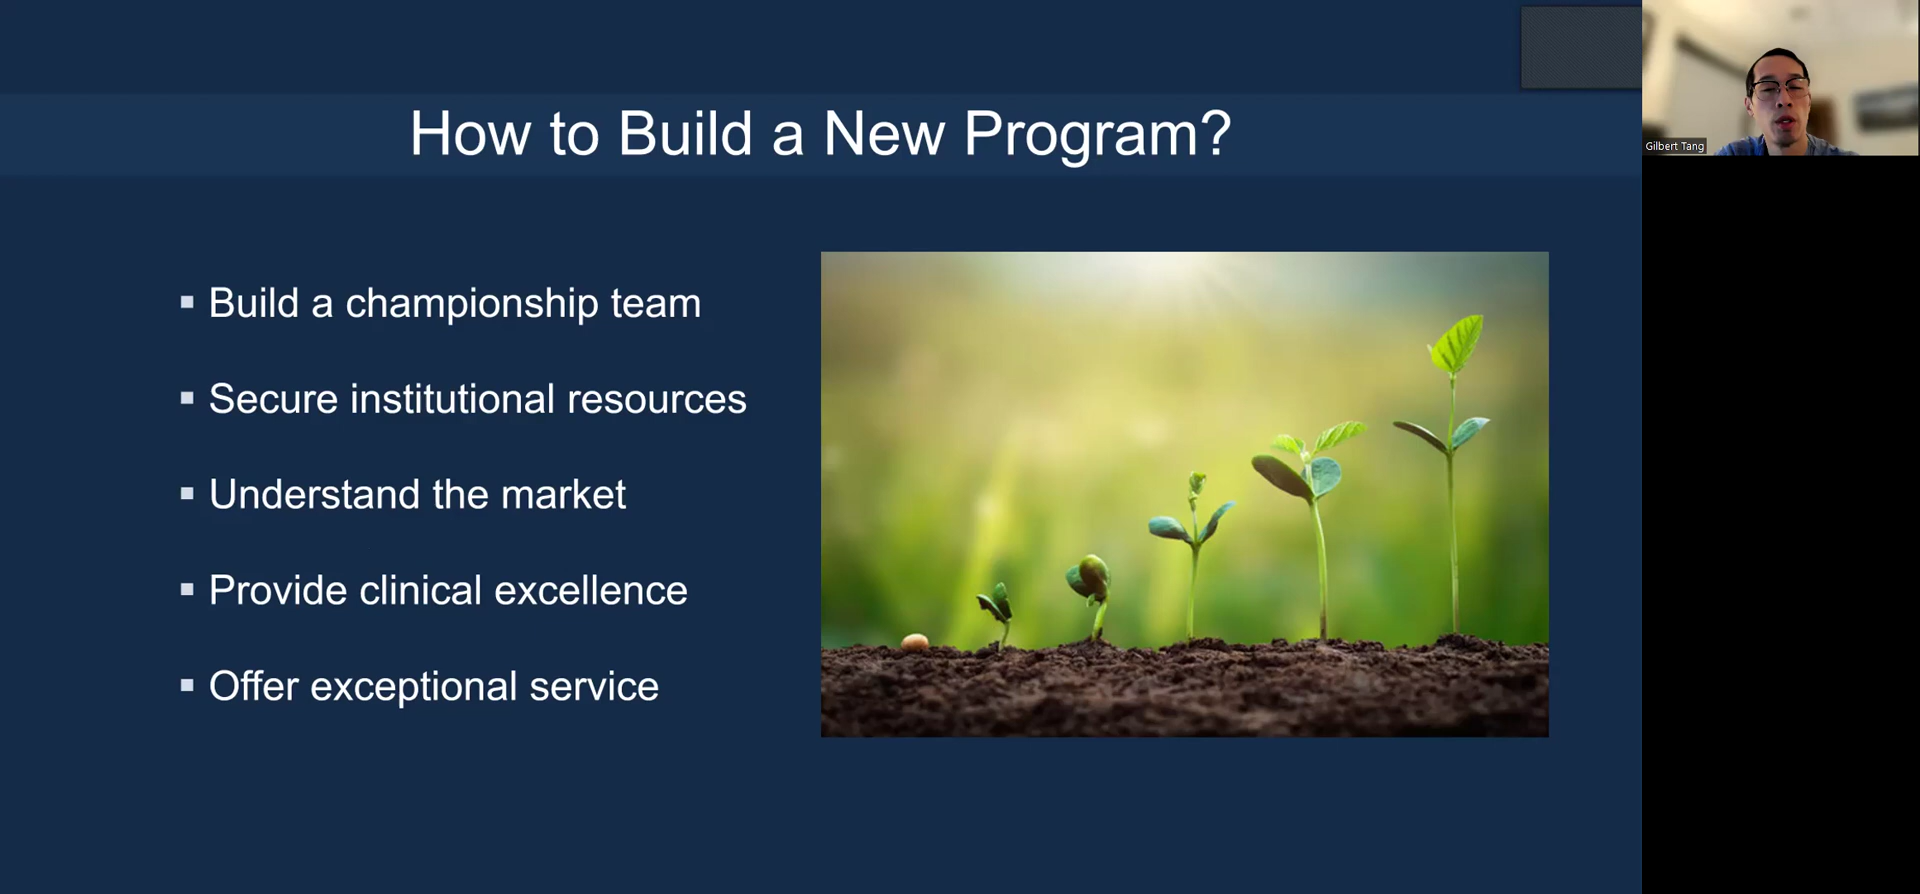 How to Build a New Program?
Gilbert Tang
▪ Build a championship team
▪ Secure institutional resources
▪ Understand the market
▪ Provide clinical excellence
▪ Offer exceptional service